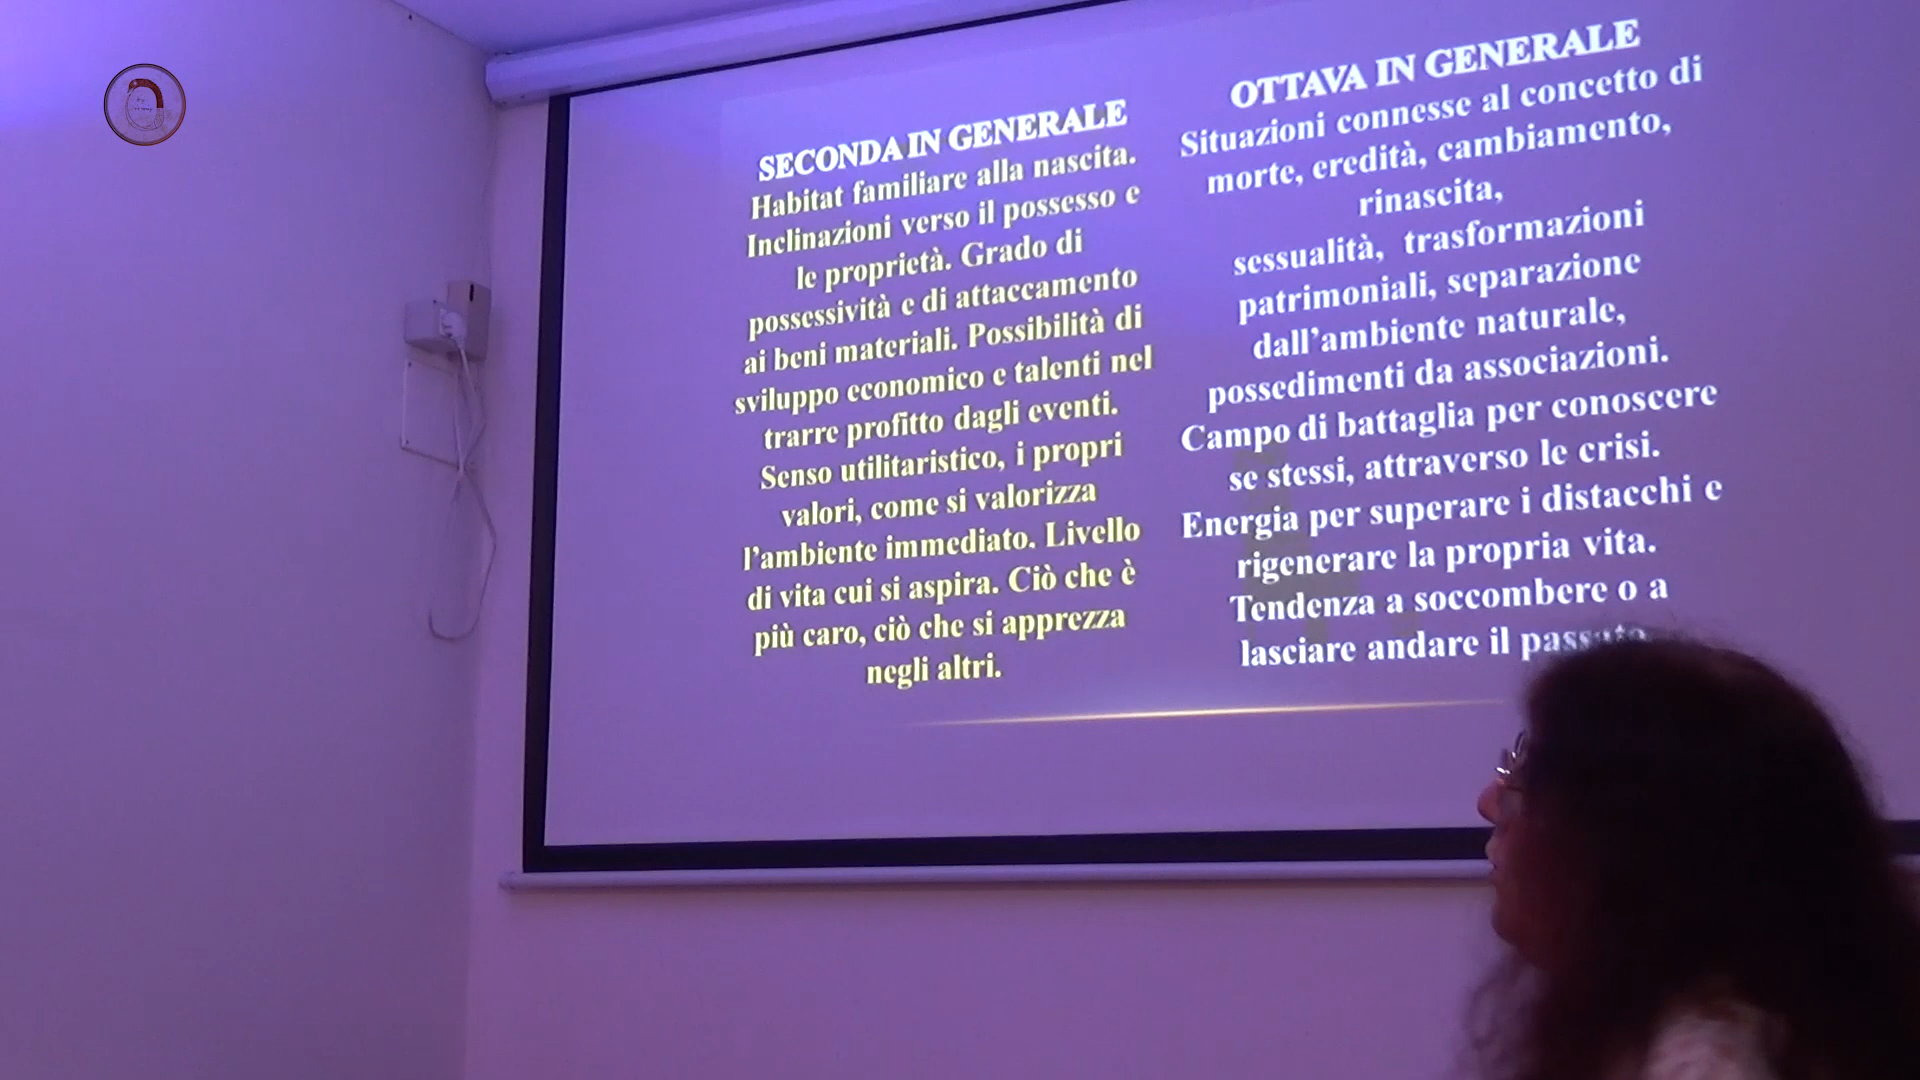 SECONDA IN GENERALE
Habitat familiare alla nascita.
Inclinazioni verso il possesso e
le proprietà. Grado di
possessività e di attaccamento
ai beni materiali. Possibilità di
sviluppo economico e talenti nel
trarre profitto dagli eventi.
Senso utilitaristico, i propri
valori, come si valorizza
l’ambiente immediato. Livello
di vita cui si aspira. Ciò che è
più caro, ciò che si apprezza
negli altri.
OTTAVA IN GENERALE
Situazioni connesse al concetto di
morte, eredità, cambiamento,
rinascita,
sessualità, trasformazioni
patrimoniali, separazione
dall’ambiente naturale,
possedimenti da associazioni.
Campo di battaglia per conoscere
se stessi, attraverso le crisi.
Energia per superare i distacchi e
rigenerare la propria vita.
Tendenza a soccombere o a
lasciare andare il passato